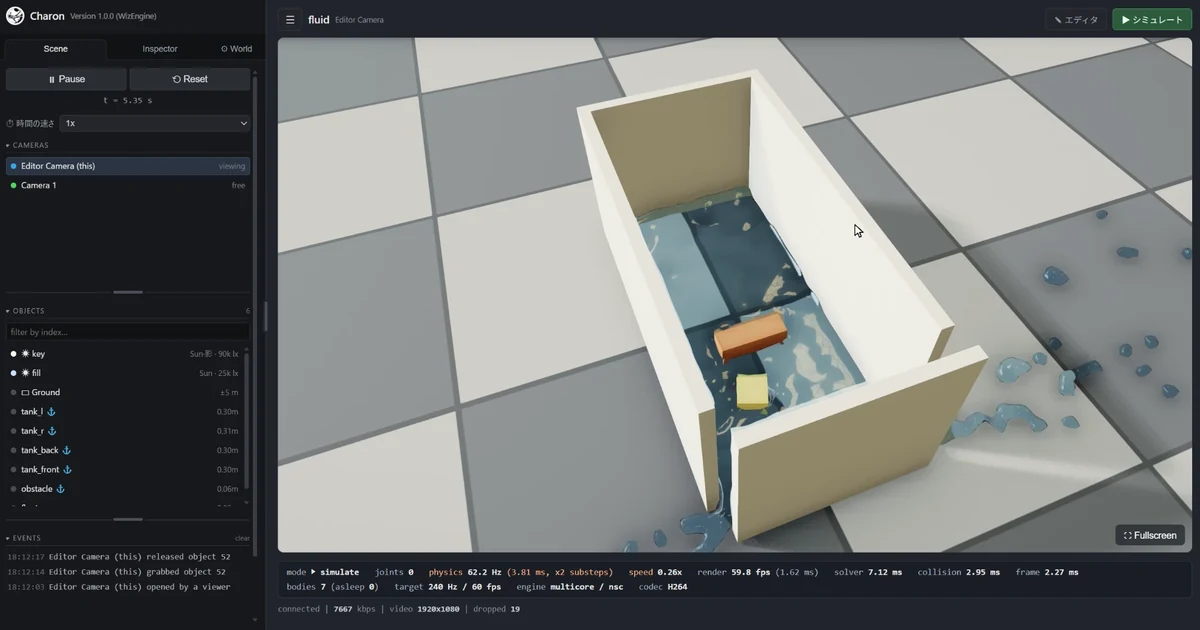 Charon Version 1.0.0 (WizEngine)
Scene Inspector World
Pause Reset
t = 5.35 s
時間の速さ 1x
CAMERAS
Editor Camera (this) viewing
Camera 1 free
OBJECTS 6
filter by index...
key Sun·影 · 90k lx
fill Sun · 25k lx
Ground ±5 m
tank_l 0.30m
tank_r 0.31m
tank_back 0.30m
tank_front 0.30m
obstacle 0.06m
EVENTS clear
18:12:17 Editor Camera (this) released object 52
18:12:14 Editor Camera (this) grabbed object 52
18:12:03 Editor Camera (this) opened by a viewer
fluid Editor Camera
エディタ
シミュレート
Fullscreen
mode simulate joints 0 physics 62.2 Hz (3.81 ms, x2 substeps) speed 0.26x render 59.8 fps (1.62 ms) solver 7.12 ms collision 2.95 ms frame 2.27 ms
bodies 7 (asleep 0) target 240 Hz / 60 fps engine multicore / nsc codec H264
connected | 7667 kbps | video 1920x1080 | dropped 19